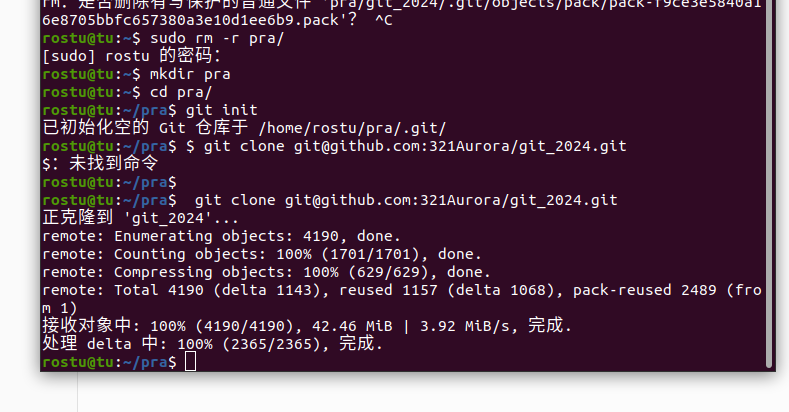 rm: 是否删除有写保护的普通文件 'pra/git_2024/.git/objects/pack/pack-f9ce3e5840a1
6e8705bbfc657380a3e10d1ee6b9.pack'? ^C
rostu@tu:~$ sudo rm -r pra/
[sudo] rostu 的密码:
rostu@tu:~$ mkdir pra
rostu@tu:~$ cd pra/
rostu@tu:~/pra$ git init
已初始化空的 Git 仓库于 /home/rostu/pra/.git/
rostu@tu:~/pra$ $ git clone git@github.com:321Aurora/git_2024.git
$: 未找到命令
rostu@tu:~/pra$
rostu@tu:~/pra$  git clone git@github.com:321Aurora/git_2024.git
正克隆到 'git_2024'...
remote: Enumerating objects: 4190, done.
remote: Counting objects: 100% (1701/1701), done.
remote: Compressing objects: 100% (629/629), done.
remote: Total 4190 (delta 1143), reused 1157 (delta 1068), pack-reused 2489 (fro
m 1)
接收对象中: 100% (4190/4190), 42.46 MiB | 3.92 MiB/s, 完成.
处理 delta 中: 100% (2365/2365), 完成.
rostu@tu:~/pra$